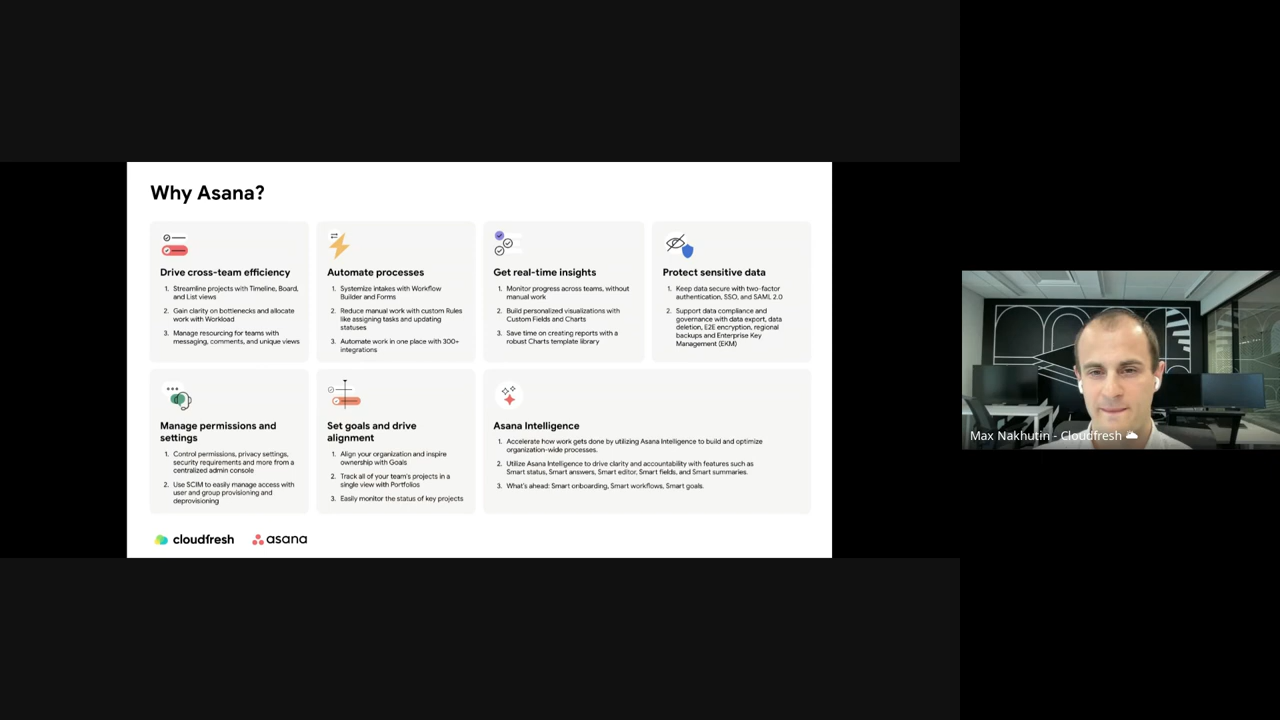 Why Asana?
Drive cross-team efficiency
1. Streamline projects with Timeline, Board,
and List views
2. Gain clarity on bottlenecks and allocate
work with Workload
3. Manage resourcing for teams with
messaging, comments, and unique views
Automate processes
1. Systemize intakes with Workflow
Builder and Forms
2. Reduce manual work with custom Rules
like assigning tasks and updating
statuses
3. Automate work in one place with 300+
integrations
Get real-time insights
1. Monitor progress across teams, without
manual work
2. Build personalized visualizations with
Custom Fields and Charts
3. Save time on creating reports with a
robust Charts template library
Protect sensitive data
1. Keep data secure with two-factor
authentication, SSO, and SAML 2.0
2. Support data compliance and
governance with data export, data
deletion, E2E encryption, regional
backups and Enterprise Key
Management (EKM)
Manage permissions and
settings
1. Control permissions, privacy settings,
security requirements and more from a
centralized admin console
2. Use SCIM to easily manage access with
user and group provisioning and
deprovisioning
Set goals and drive
alignment
1. Align your organization and inspire
ownership with Goals
2. Track all of your team's projects in a
single view with Portfolios
3. Easily monitor the status of key projects
Asana Intelligence
1. Accelerate how work gets done by utilizing Asana Intelligence to build and optimize
organization-wide processes.
2. Utilize Asana Intelligence to drive clarity and accountability with features such as
Smart status, Smart answers, Smart editor, Smart fields, and Smart summaries.
3. What's ahead: Smart onboarding, Smart workflows, Smart goals.
cloudfresh
asana
Max Nakhutin - Cloudfresh